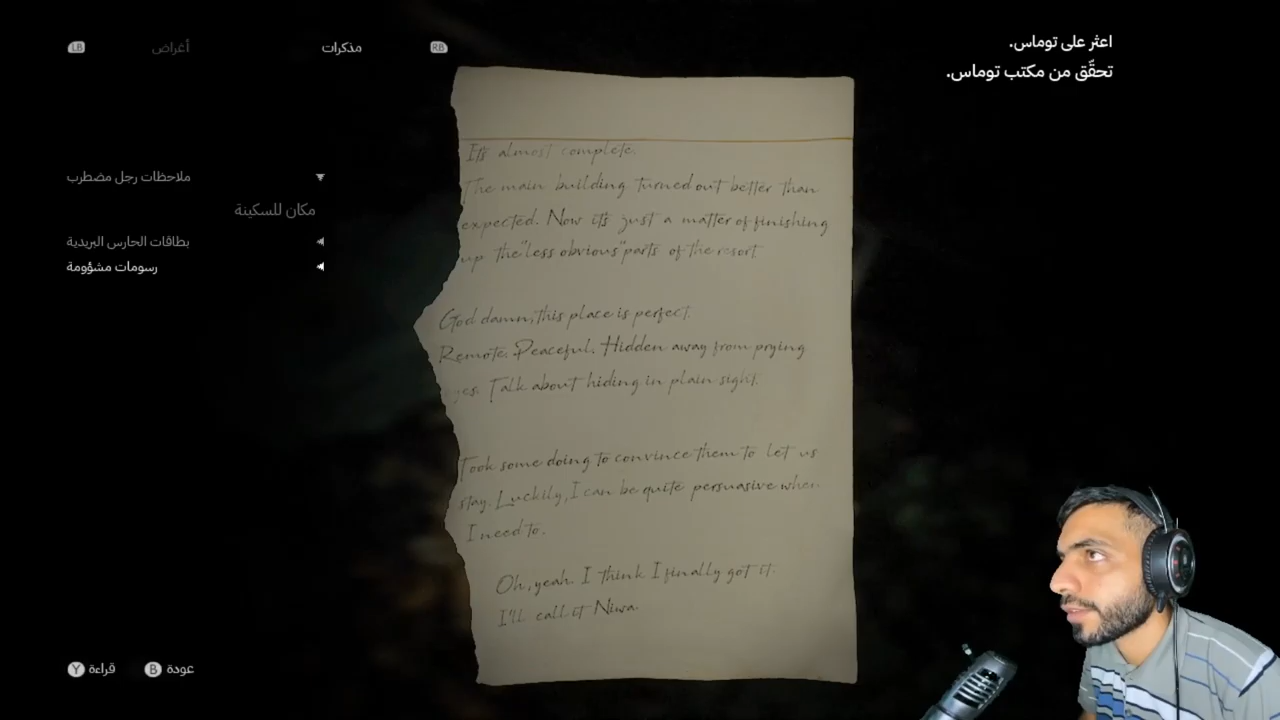 LB
أغراض
مذكرات
RB
اعثر على توماس.
تحقّق من مكتب توماس.
ملاحظات رجل مضطرب
مكان للسكينة
بطاقات الحارس البريدية
رسومات مشؤومة
It's almost complete.
The main building turned out better than
expected. Now it's just a matter of finishing
up the "less obvious" parts of the resort
God damn, this place is perfect.
Remote. Peaceful. Hidden away from prying
eyes. Talk about hiding in plain sight.
Took some doing to convince them to let us
stay. Luckily, I can be quite persuasive when
I need to.
Oh, yeah. I think I finally got it.
I'll call it Niwa.
Y قراءة
B عودة